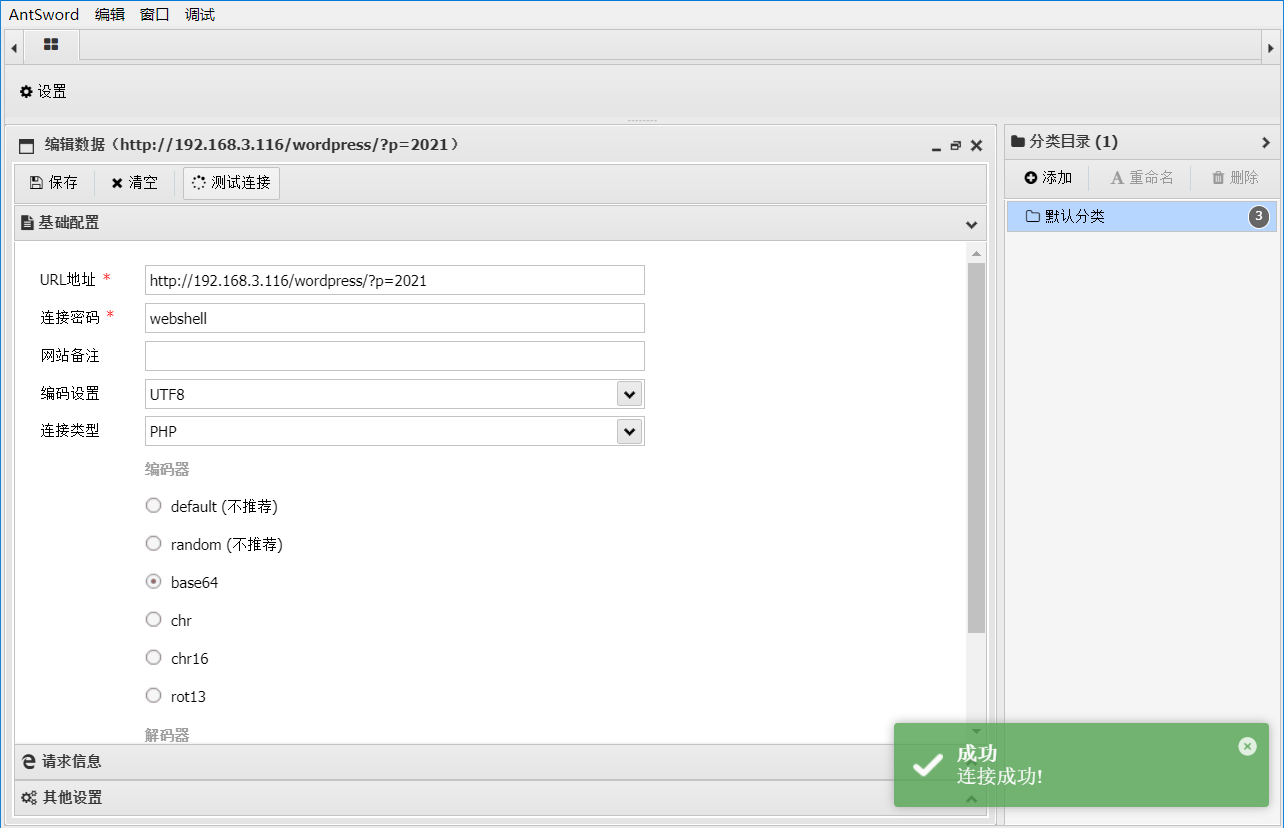 AntSword 编辑 窗口 调试
设置
编辑数据（http://192.168.3.116/wordpress/?p=2021）
保存 清空 测试连接
基础配置
URL地址 * http://192.168.3.116/wordpress/?p=2021
连接密码 * webshell
网站备注
编码设置 UTF8
连接类型 PHP
编码器
default (不推荐)
random (不推荐)
base64
chr
chr16
rot13
解码器
请求信息
其他设置
分类目录 (1)
添加 重命名 删除
默认分类 3
成功
连接成功!